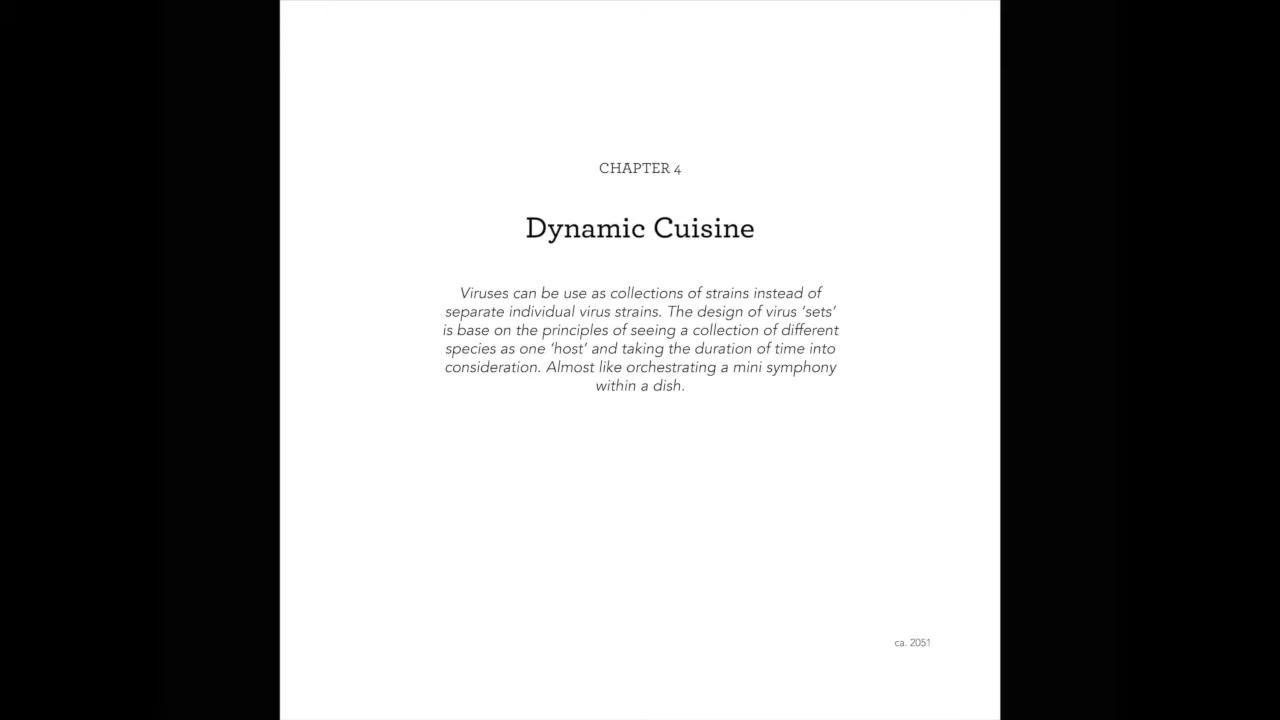 CHAPTER 4
Dynamic Cuisine
Viruses can be use as collections of strains instead of
separate individual virus strains. The design of virus ‘sets’
is base on the principles of seeing a collection of different
species as one ‘host’ and taking the duration of time into
consideration. Almost like orchestrating a mini symphony
within a dish.
ca. 2051